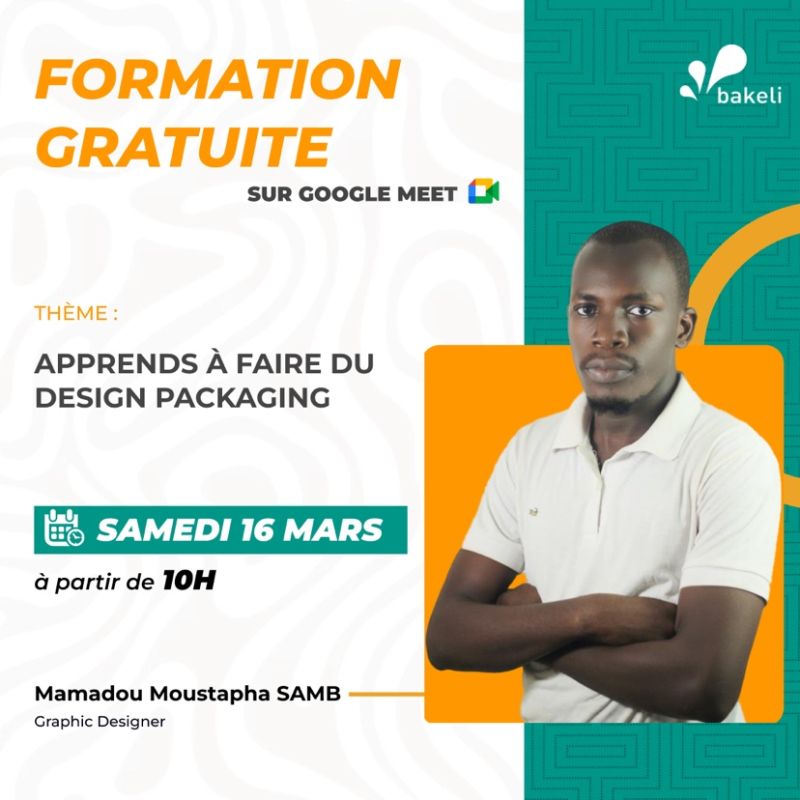 FORMATION
GRATUITE
SUR GOOGLE MEET
bakeli
THÈME :
APPRENDS À FAIRE DU
DESIGN PACKAGING
SAMEDI 16 MARS
à partir de 10H
Mamadou Moustapha SAMB
Graphic Designer